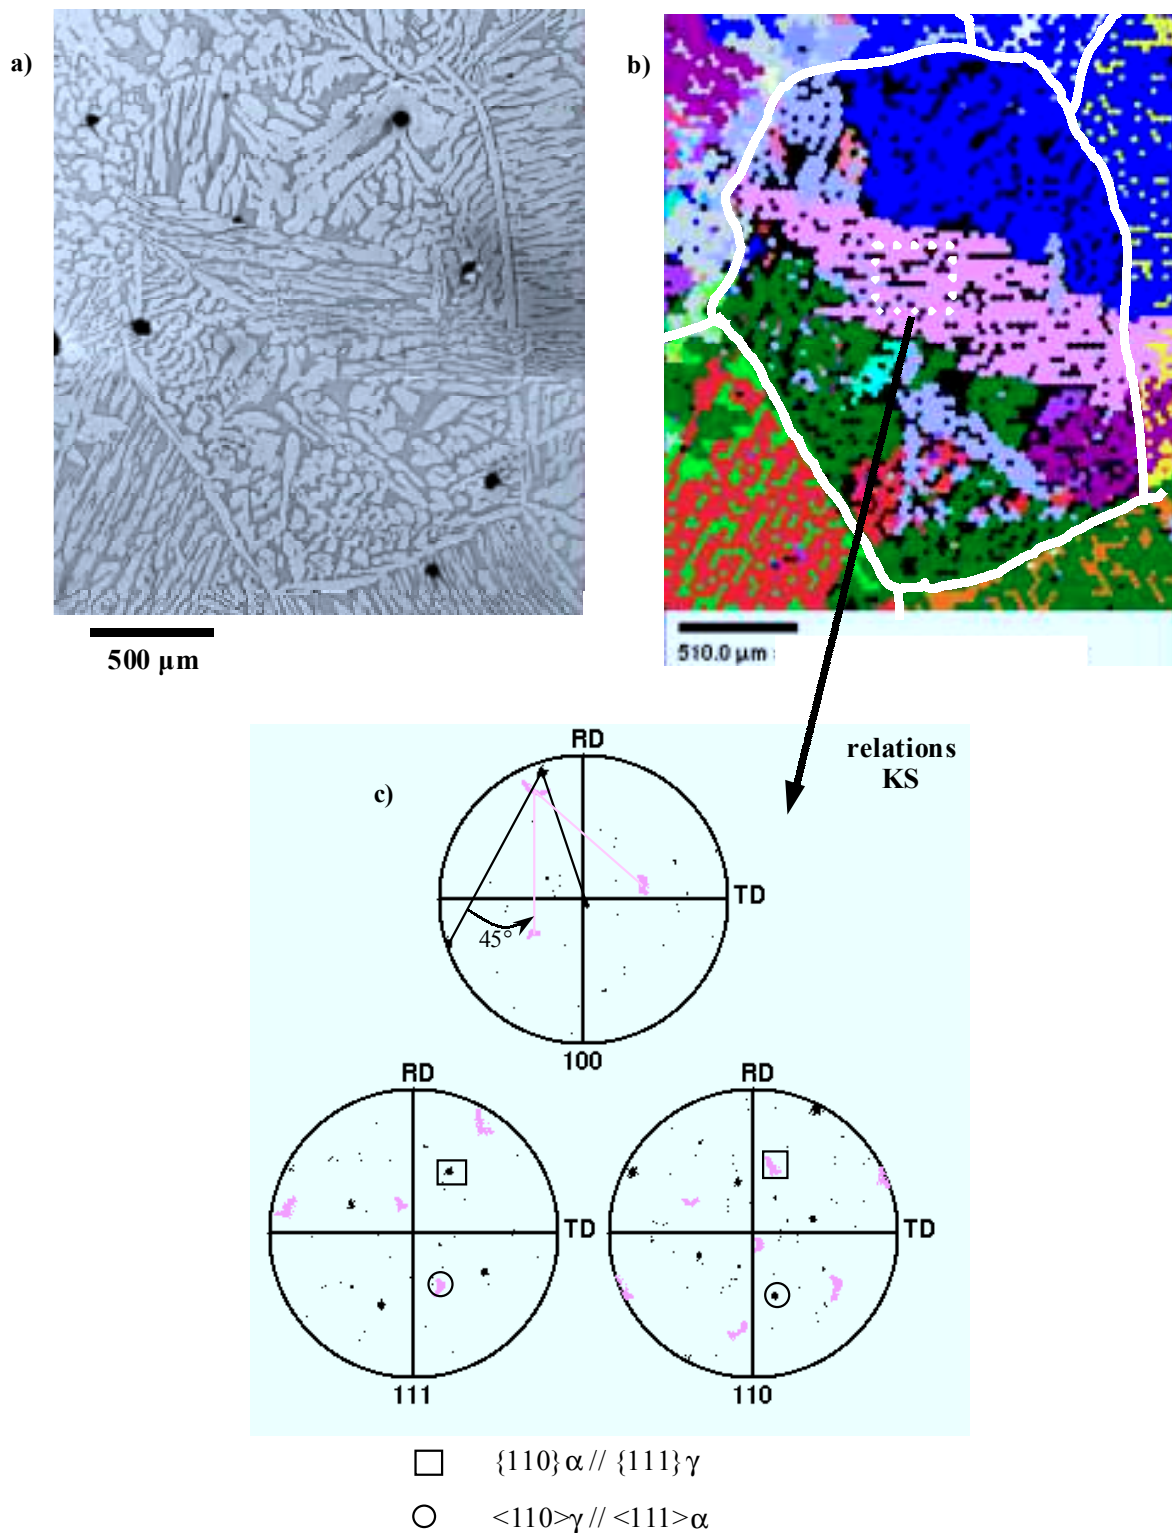 a)
b)
500 µm
510.0 µm
relations
KS
c)
RD
TD
45°
100
RD
TD
111
RD
TD
110
{110}α // {111}γ
<110>γ // <111>α